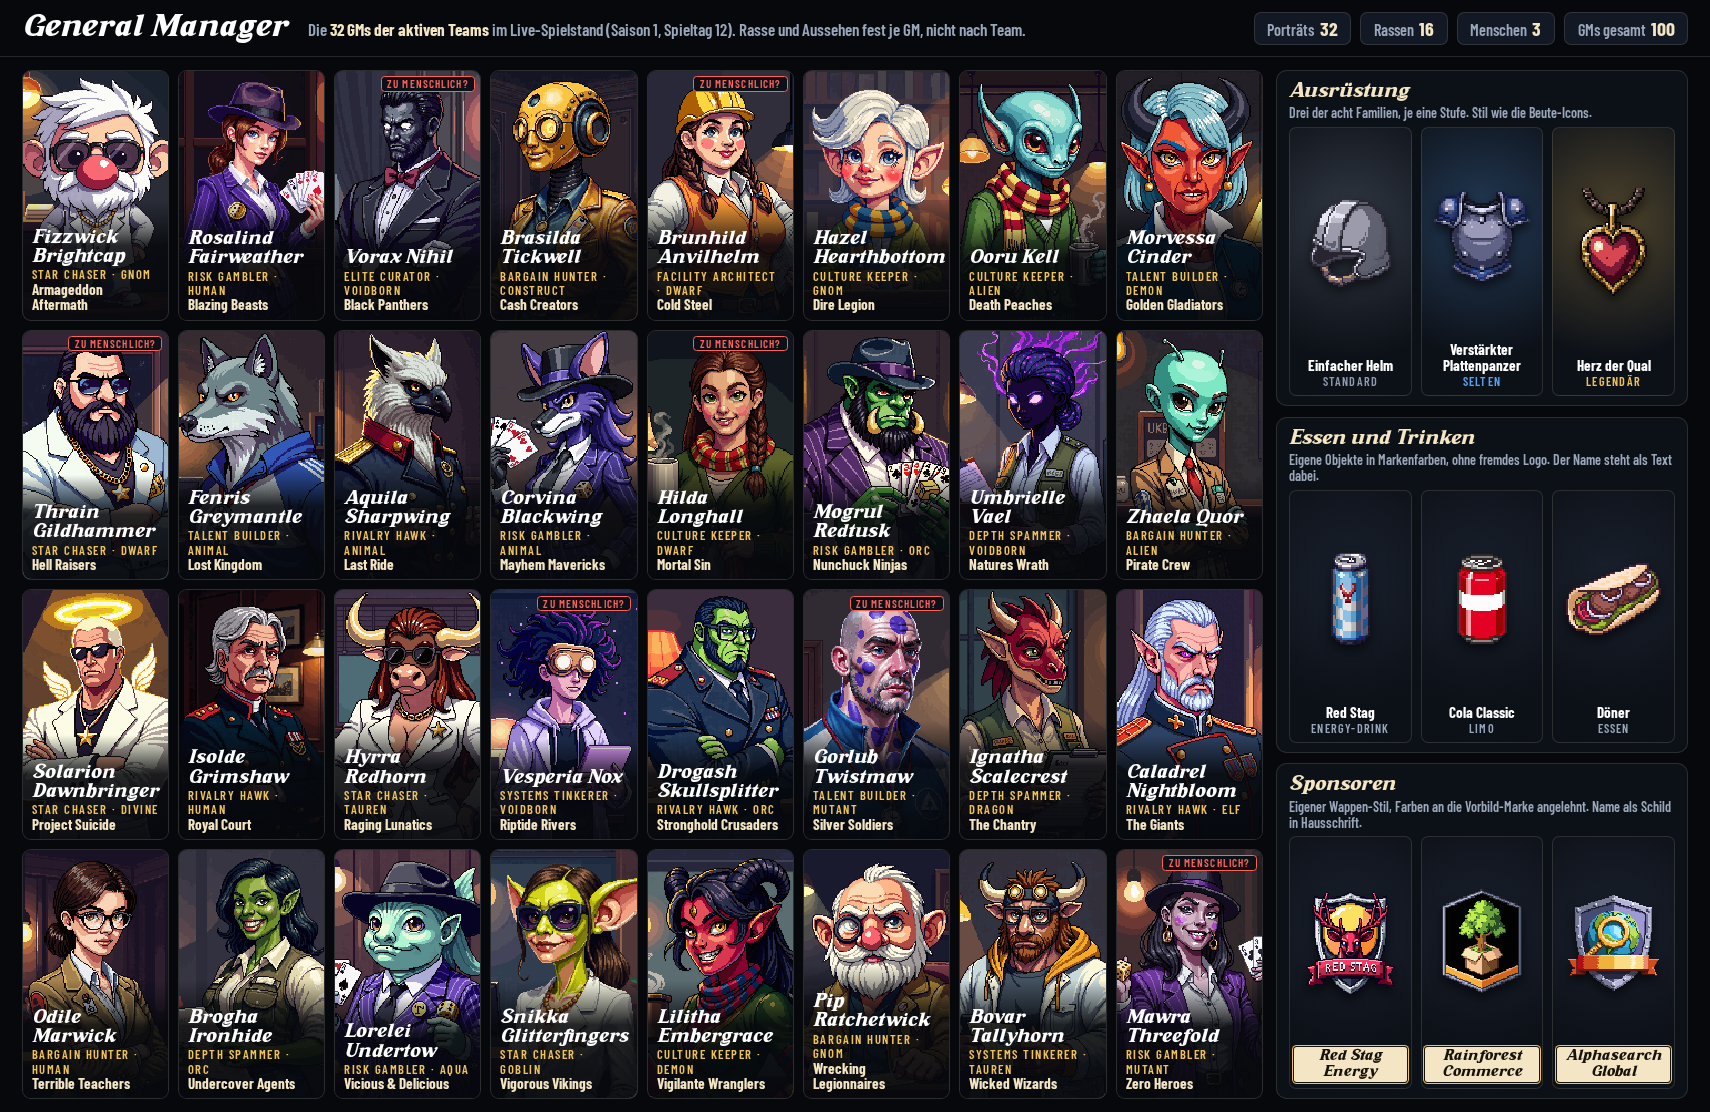 General Manager
Die 32 GMs der aktiven Teams im Live-Spielstand (Saison 1, Spieltag 12). Rasse und Aussehen fest je GM, nicht nach Team.
Porträts 32
Rassen 16
Menschen 3
GMs gesamt 100
Fizzwick
Brightcap
STAR CHASER · GNOM
Armageddon
Aftermath
Rosalind
Fairweather
RISK GAMBLER ·
HUMAN
Blazing Beasts
ZU MENSCHLICH?
Vorax Nihil
ELITE CURATOR ·
VOIDBORN
Black Panthers
Brasilda
Tickwell
BARGAIN HUNTER ·
CONSTRUCT
Cash Creators
ZU MENSCHLICH?
Brunhild
Anvilhelm
FACILITY ARCHITECT
· DWARF
Cold Steel
Hazel
Hearthbottom
CULTURE KEEPER ·
GNOM
Dire Legion
Ooru Kell
CULTURE KEEPER ·
ALIEN
Death Peaches
Morvessa
Cinder
TALENT BUILDER ·
DEMON
Golden Gladiators
ZU MENSCHLICH?
Thrain
Gildhammer
STAR CHASER · DWARF
Hell Raisers
Fenris
Greymantle
TALENT BUILDER ·
ANIMAL
Lost Kingdom
Aquila
Sharpwing
RIVALRY HAWK ·
ANIMAL
Last Ride
Corvina
Blackwing
RISK GAMBLER ·
ANIMAL
Mayhem Mavericks
ZU MENSCHLICH?
Hilda
Longhall
CULTURE KEEPER ·
DWARF
Mortal Sin
Mogrul
Redtusk
RISK GAMBLER · ORC
Nunchuck Ninjas
Umbrielle
Vael
DEPTH SPAMMER ·
VOIDBORN
Natures Wrath
Zhaela Quor
BARGAIN HUNTER ·
ALIEN
Pirate Crew
Solarion
Dawnbringer
STAR CHASER · DIVINE
Project Suicide
Isolde
Grimshaw
RIVALRY HAWK ·
HUMAN
Royal Court
Hyrra
Redhorn
STAR CHASER ·
TAUREN
Raging Lunatics
ZU MENSCHLICH?
Vesperia Nox
SYSTEMS TINKERER ·
VOIDBORN
Riptide Rivers
Drogash
Skullsplitter
RIVALRY HAWK · ORC
Stronghold Crusaders
ZU MENSCHLICH?
Gorlub
Twistmaw
TALENT BUILDER ·
MUTANT
Silver Soldiers
Ignatha
Scalecrest
DEPTH SPAMMER ·
DRAGON
The Chantry
Caladrel
Nightbloom
RIVALRY HAWK · ELF
The Giants
Odile
Marwick
BARGAIN HUNTER ·
HUMAN
Terrible Teachers
Brogha
Ironhide
DEPTH SPAMMER ·
ORC
Undercover Agents
Lorelei
Undertow
RISK GAMBLER · AQUA
Vicious & Delicious
Snikka
Glitterfingers
STAR CHASER ·
GOBLIN
Vigorous Vikings
Lilitha
Embergrace
CULTURE KEEPER ·
DEMON
Vigilante Wranglers
Pip
Ratchetwick
BARGAIN HUNTER ·
GNOM
Wrecking
Legionnaires
Bovar
Tallyhorn
SYSTEMS TINKERER ·
TAUREN
Wicked Wizards
ZU MENSCHLICH?
Mawra
Threefold
RISK GAMBLER ·
MUTANT
Zero Heroes
Ausrüstung
Drei der acht Familien, je eine Stufe. Stil wie die Beute-Icons.
Einfacher Helm
STANDARD
Verstärkter
Plattenpanzer
SELTEN
Herz der Qual
LEGENDÄR
Essen und Trinken
Eigene Objekte in Markenfarben, ohne fremdes Logo. Der Name steht als Text
dabei.
Red Stag
ENERGY-DRINK
Cola Classic
LIMO
Döner
ESSEN
Sponsoren
Eigener Wappen-Stil, Farben an die Vorbild-Marke angelehnt. Name als Schild
in Hausschrift.
RED STAG
Red Stag
Energy
Rainforest
Commerce
Alphasearch
Global